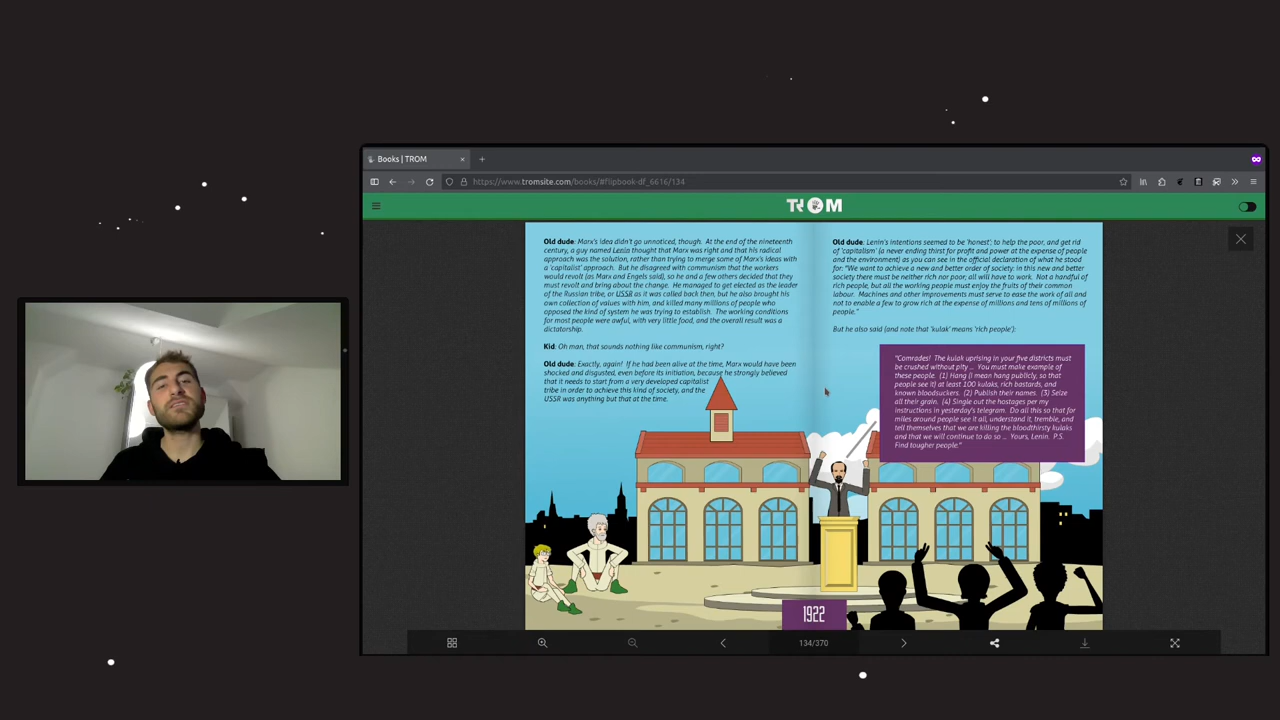 Books | TROM
https://www.tromsite.com/books/#flipbook-df_6616/134
TROM
Old dude: Marx's idea didn't go unnoticed, though. At the end of the nineteenth
century, a guy named Lenin thought that Marx was right and that his radical
approach was the solution, rather than trying to merge some of Marx's ideas with
a 'capitalist' approach. But he disagreed with communism that the workers
would revolt (as Marx and Engels said), so he and a few others decided that they
must revolt and bring about the change. He managed to get elected as the leader
of the Russian tribe, or USSR as it was called back then, but he also brought his
own collection of values with him, and killed many millions of people who
opposed the kind of system he was trying to establish. The working conditions
for most people were awful, with very little food, and the overall result was a
dictatorship.
Kid: Oh man, that sounds nothing like communism, right?
Old dude: Exactly, again! If he had been alive at the time, Marx would have been
shocked and disgusted, even before its initiation, because he strongly believed
that it needs to start from a very developed capitalist
tribe in order to achieve this kind of society, and the
USSR was anything but that at the time.
Old dude: Lenin's intentions seemed to be 'honest': to help the poor, and get rid
of 'capitalism' (a never ending thirst for profit and power at the expense of people
and the environment) as you can see in the official declaration of what he stood
for: "We want to achieve a new and better order of society: in this new and better
society there must be neither rich nor poor; all will have to work. Not a handful of
rich people, but all the working people must enjoy the fruits of their common
labour. Machines and other improvements must serve to ease the work of all and
not to enable a few to grow rich at the expense of millions and tens of millions of
people."
But he also said (and note that 'kulak' means 'rich people'):
"Comrades! The kulak uprising in your five districts must
be crushed without pity ... You must make example of
these people. (1) Hang (I mean hang publicly, so that
people see it) at least 100 kulaks, rich bastards, and
known bloodsuckers. (2) Publish their names. (3) Seize
all their grain. (4) Single out the hostages per my
instructions in yesterday's telegram. Do all this so that for
miles around people see it all, understand it, tremble, and
tell themselves that we are killing the bloodthirsty kulaks
and that we will continue to do so ... Yours, Lenin. P.S.
Find tougher people."
1922
134/370